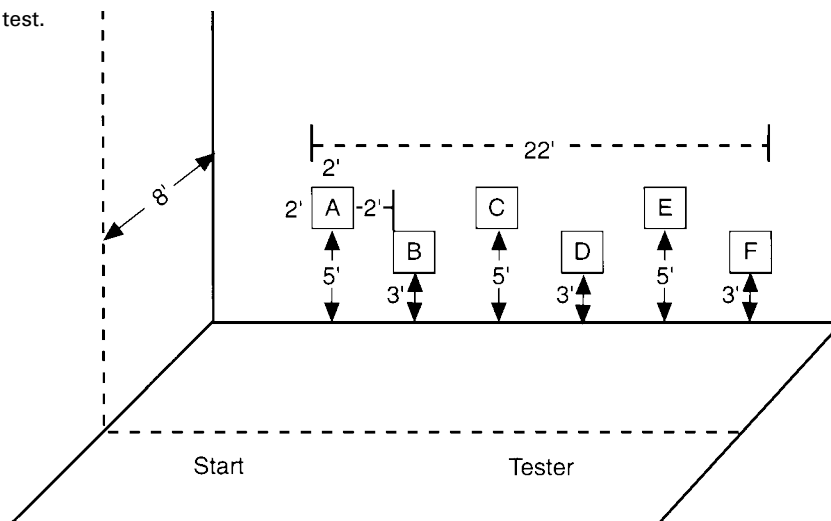 test.
22'
2'
8'
2' A -2'- C E
B D F
5' 5' 5'
3' 3' 3'
Start Tester